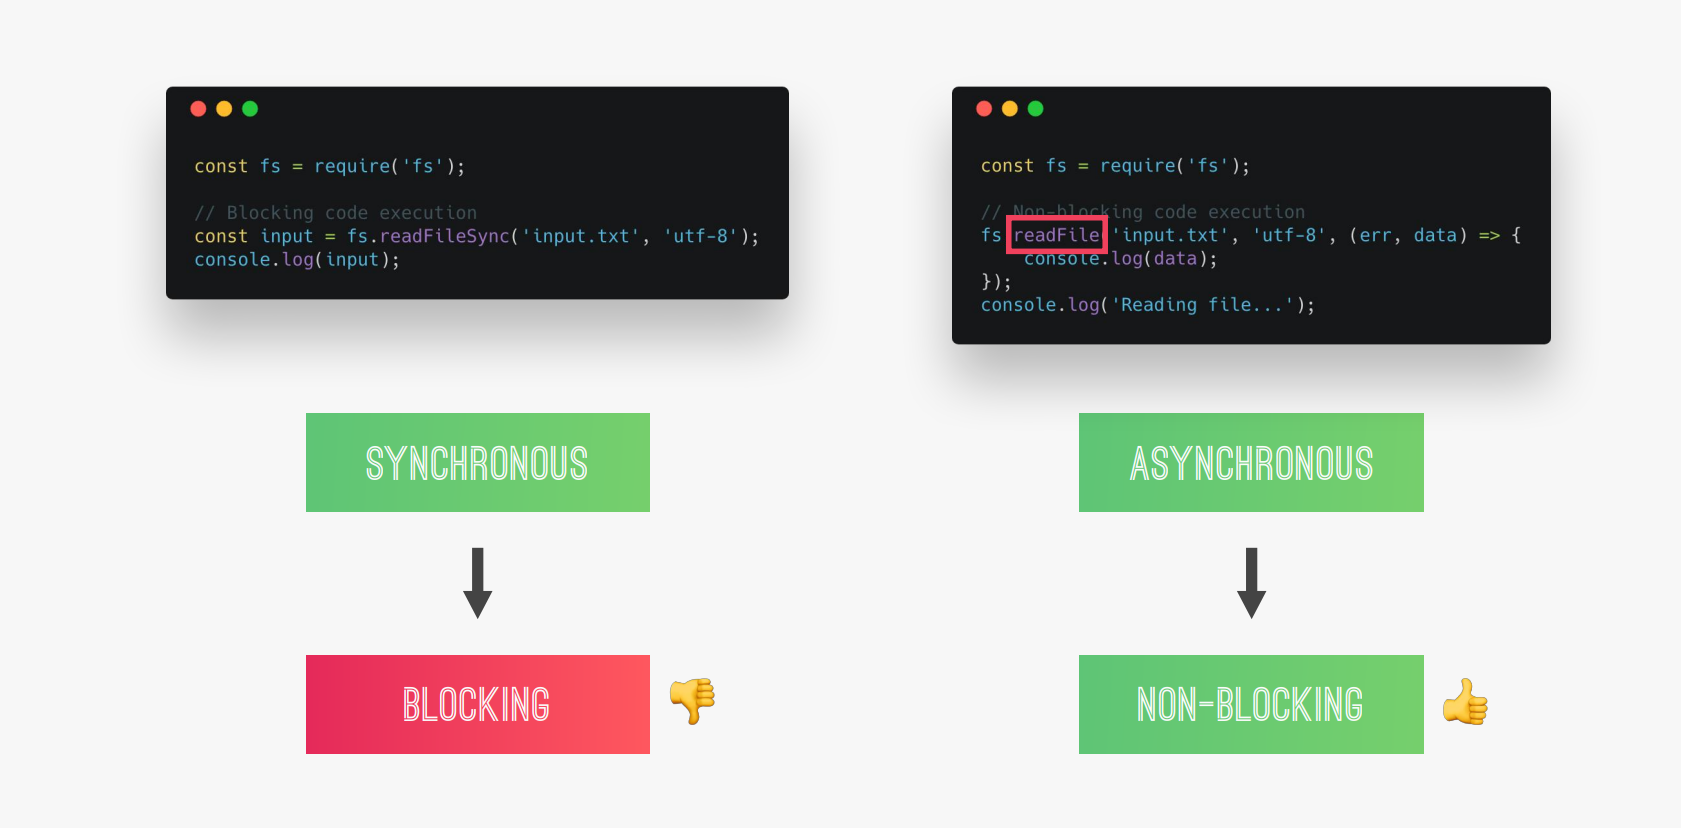 const fs = require('fs');
// Blocking code execution
const input = fs.readFileSync('input.txt', 'utf-8');
console.log(input);
const fs = require('fs');
// Non-blocking code execution
fs readFile 'input.txt', 'utf-8', (err, data) => {
console.log(data);
});
console.log('Reading file...');
SYNCHRONOUS
ASYNCHRONOUS
BLOCKING
NON-BLOCKING